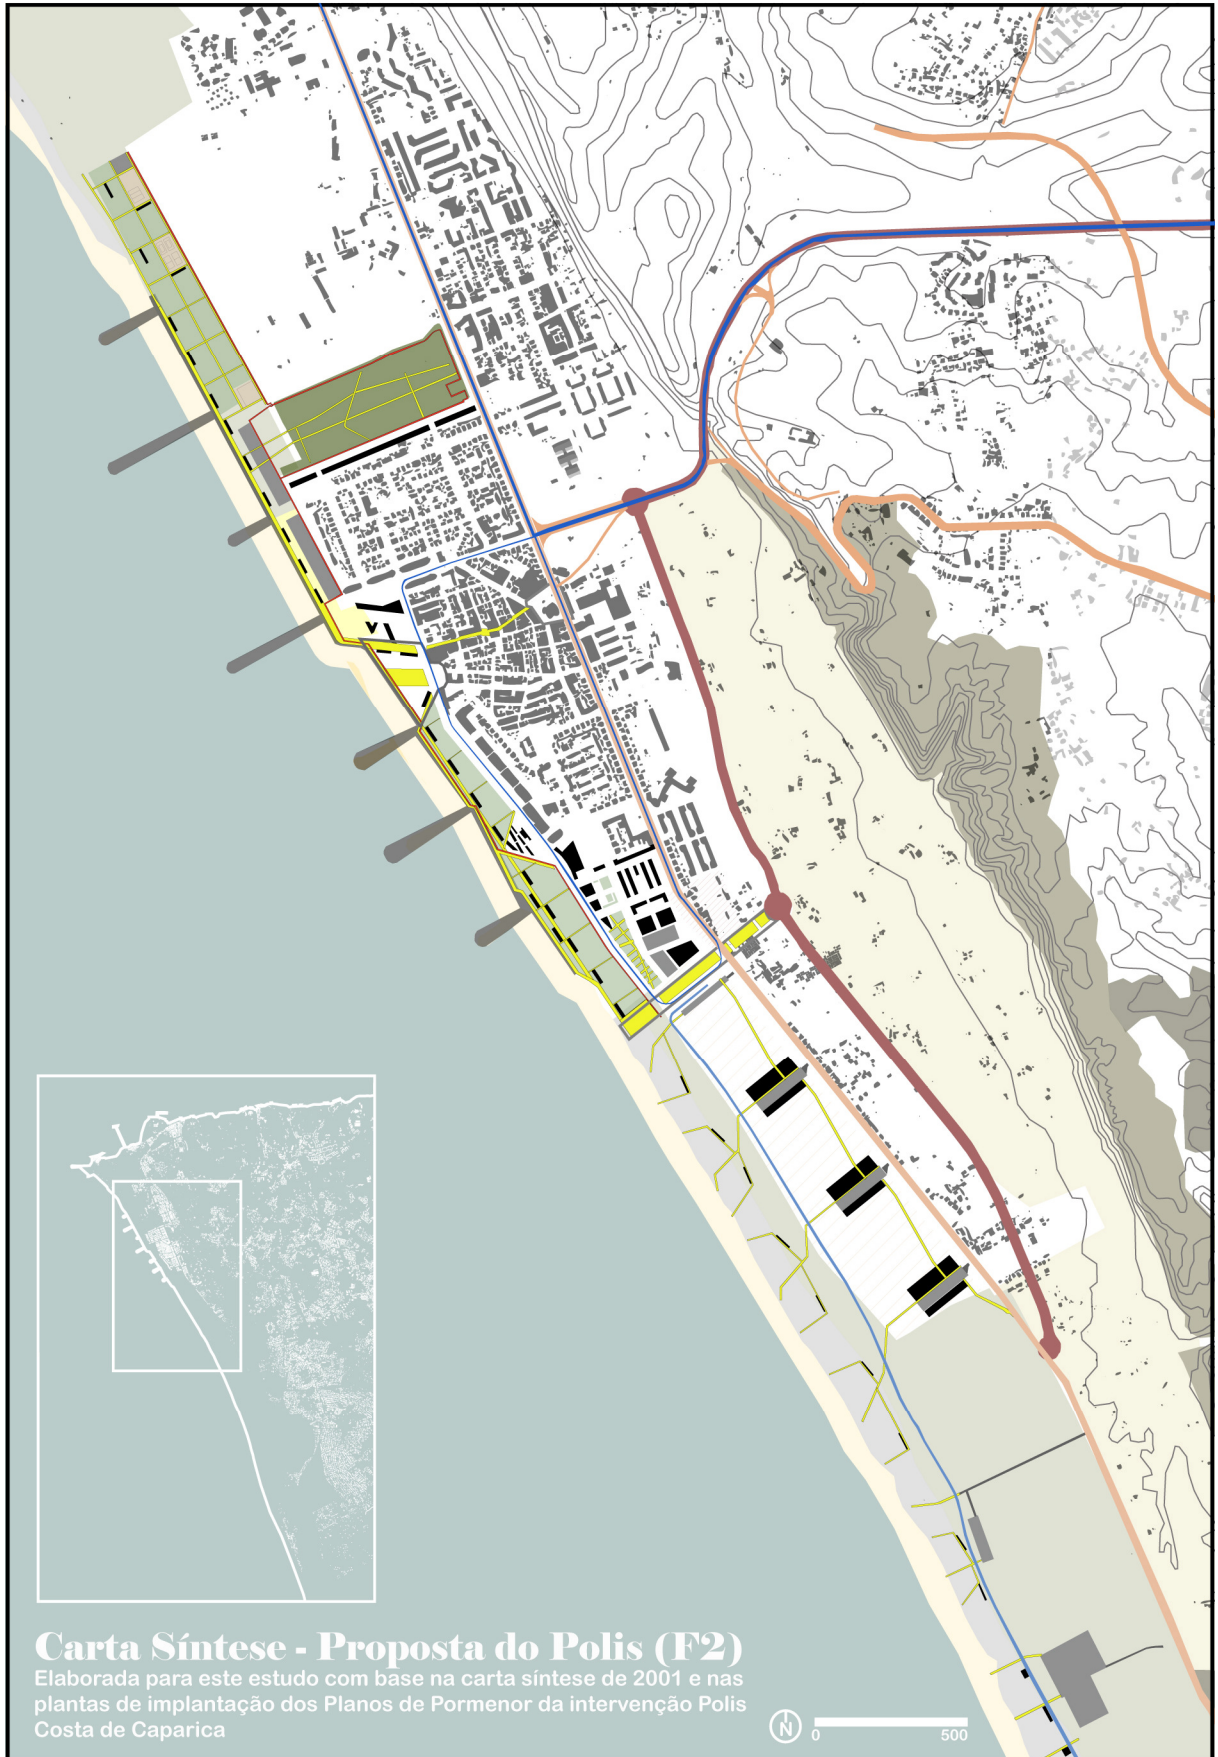 Carta Síntese - Proposta do Polis (F2)
Elaborada para este estudo com base na carta síntese de 2001 e nas
plantas de implantação dos Planos de Pormenor da intervenção Polis
Costa de Caparica
N
0 500